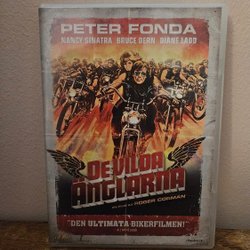 PETER FONDA
NANCY SINATRA BRUCE DERN DIANE LADD
DE VILDA
ÄNGLARNA
EN FILM AV ROGER CORMAN
"DEN ULTIMATA BIKERFILMEN!"